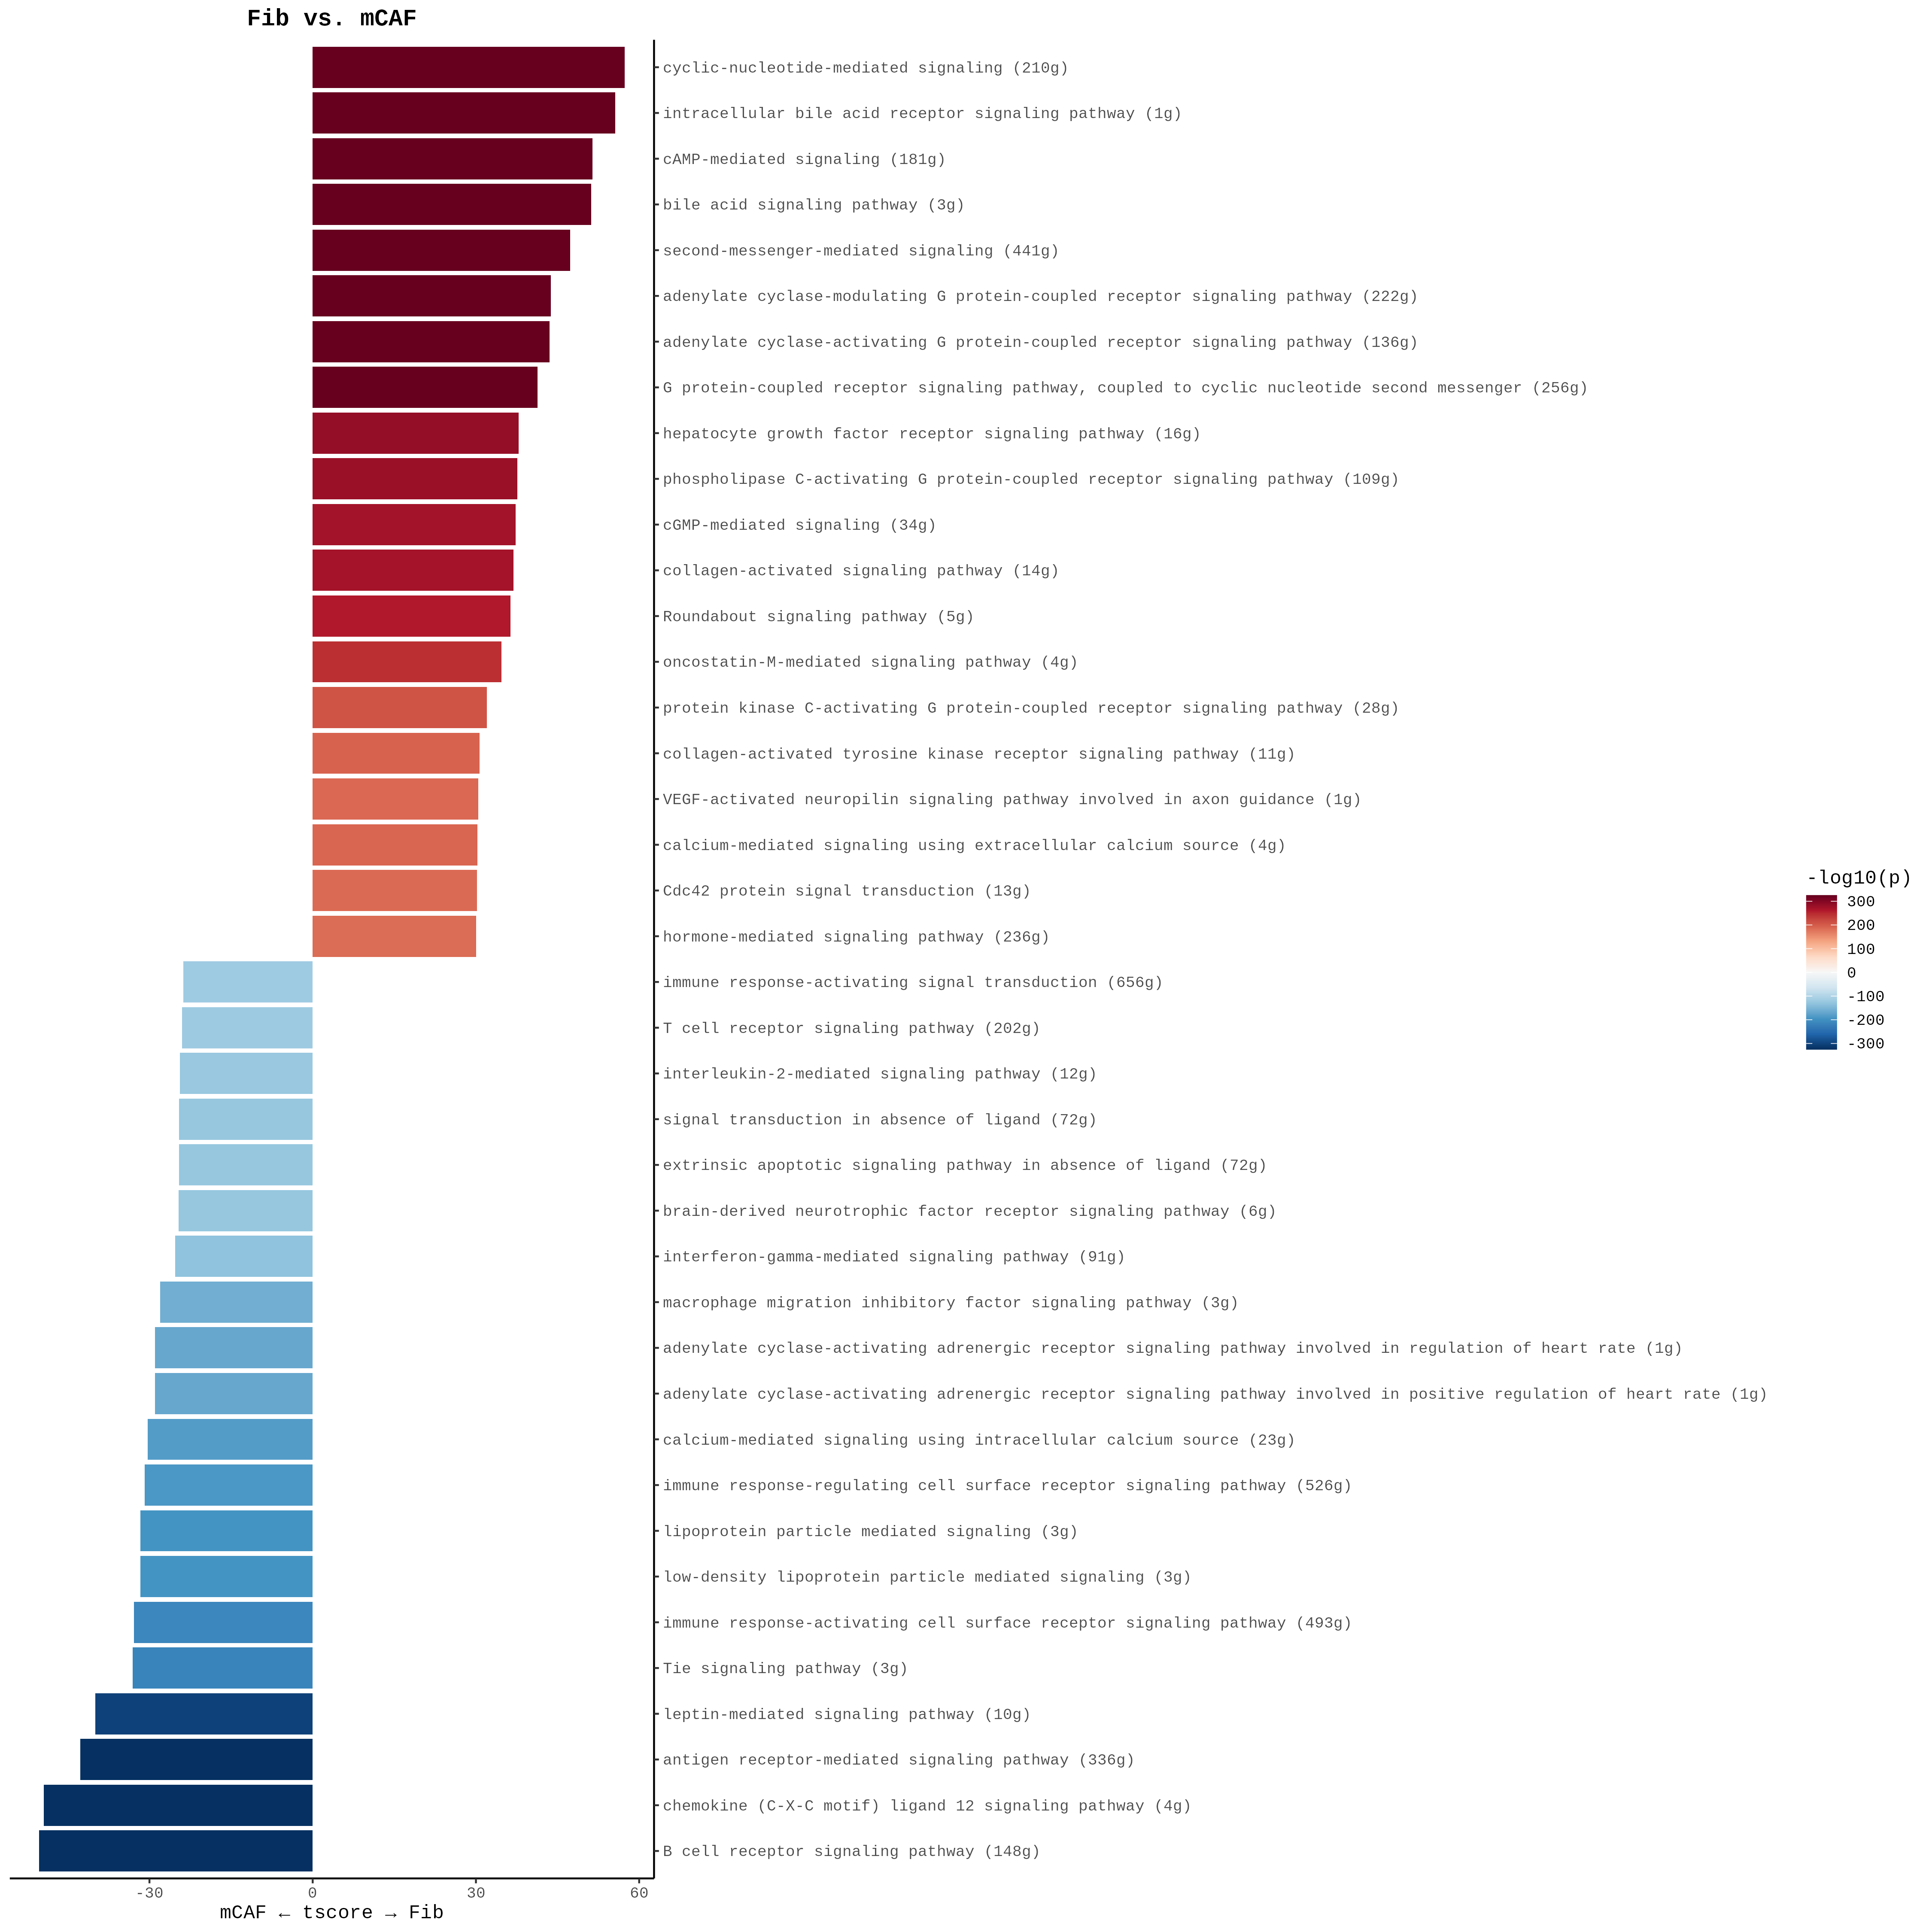 Fib vs. mCAF
cyclic-nucleotide-mediated signaling (210g)
intracellular bile acid receptor signaling pathway (1g)
cAMP-mediated signaling (181g)
bile acid signaling pathway (3g)
second-messenger-mediated signaling (441g)
adenylate cyclase-modulating G protein-coupled receptor signaling pathway (222g)
adenylate cyclase-activating G protein-coupled receptor signaling pathway (136g)
G protein-coupled receptor signaling pathway, coupled to cyclic nucleotide second messenger (256g)
hepatocyte growth factor receptor signaling pathway (16g)
phospholipase C-activating G protein-coupled receptor signaling pathway (109g)
cGMP-mediated signaling (34g)
collagen-activated signaling pathway (14g)
Roundabout signaling pathway (5g)
oncostatin-M-mediated signaling pathway (4g)
protein kinase C-activating G protein-coupled receptor signaling pathway (28g)
collagen-activated tyrosine kinase receptor signaling pathway (11g)
VEGF-activated neuropilin signaling pathway involved in axon guidance (1g)
calcium-mediated signaling using extracellular calcium source (4g)
Cdc42 protein signal transduction (13g)
hormone-mediated signaling pathway (236g)
immune response-activating signal transduction (656g)
T cell receptor signaling pathway (202g)
interleukin-2-mediated signaling pathway (12g)
signal transduction in absence of ligand (72g)
extrinsic apoptotic signaling pathway in absence of ligand (72g)
brain-derived neurotrophic factor receptor signaling pathway (6g)
interferon-gamma-mediated signaling pathway (91g)
macrophage migration inhibitory factor signaling pathway (3g)
adenylate cyclase-activating adrenergic receptor signaling pathway involved in regulation of heart rate (1g)
adenylate cyclase-activating adrenergic receptor signaling pathway involved in positive regulation of heart rate (1g)
calcium-mediated signaling using intracellular calcium source (23g)
immune response-regulating cell surface receptor signaling pathway (526g)
lipoprotein particle mediated signaling (3g)
low-density lipoprotein particle mediated signaling (3g)
immune response-activating cell surface receptor signaling pathway (493g)
Tie signaling pathway (3g)
leptin-mediated signaling pathway (10g)
antigen receptor-mediated signaling pathway (336g)
chemokine (C-X-C motif) ligand 12 signaling pathway (4g)
B cell receptor signaling pathway (148g)
-30 0 30 60
mCAF ← tscore → Fib
-log10(p)
300
200
100
0
-100
-200
-300